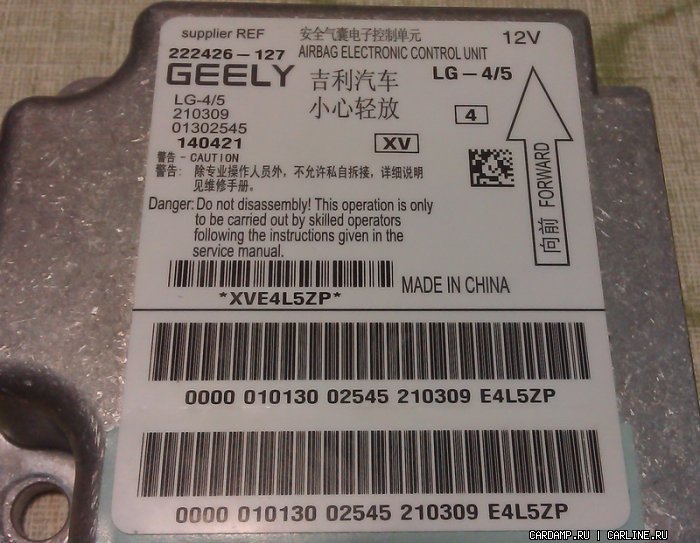 supplier REF
安全气囊电子控制单元
12V
222426-127
AIRBAG ELECTRONIC CONTROL UNIT
GEELY 吉利汽车
LG-4/5
小心轻放
LG-4/5
210309
4
01302545
140421
XV
警告 - CAUTION
警告: 除专业操作人员外，不允许私自拆接，详细说明
见维修手册。
向前 FORWARD
Danger: Do not disassembly! This operation is only
to be carried out by skilled operators
following the instructions given in the
service manual.
*XVE4L5ZP*
MADE IN CHINA
0000 010130 02545 210309 E4L5ZP
0000 010130 02545 210309 E4L5ZP
CARDAMP.RU | CARLINE.RU